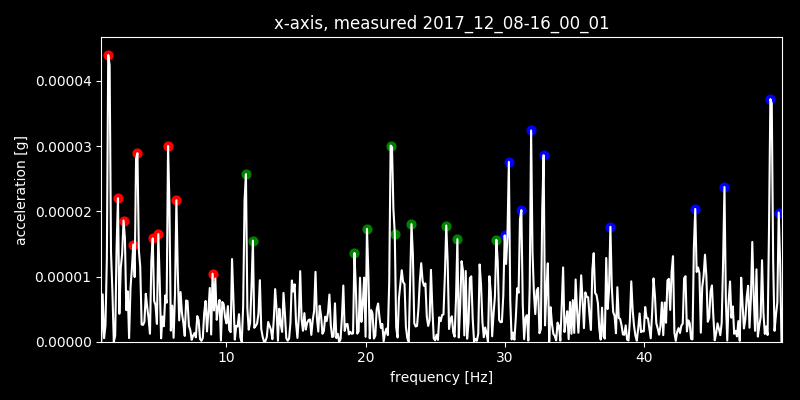 x-axis, measured 2017_12_08-16_00_01
0.00004
0.00003
0.00002
0.00001
0.00000
acceleration [g]
10 20 30 40
frequency [Hz]